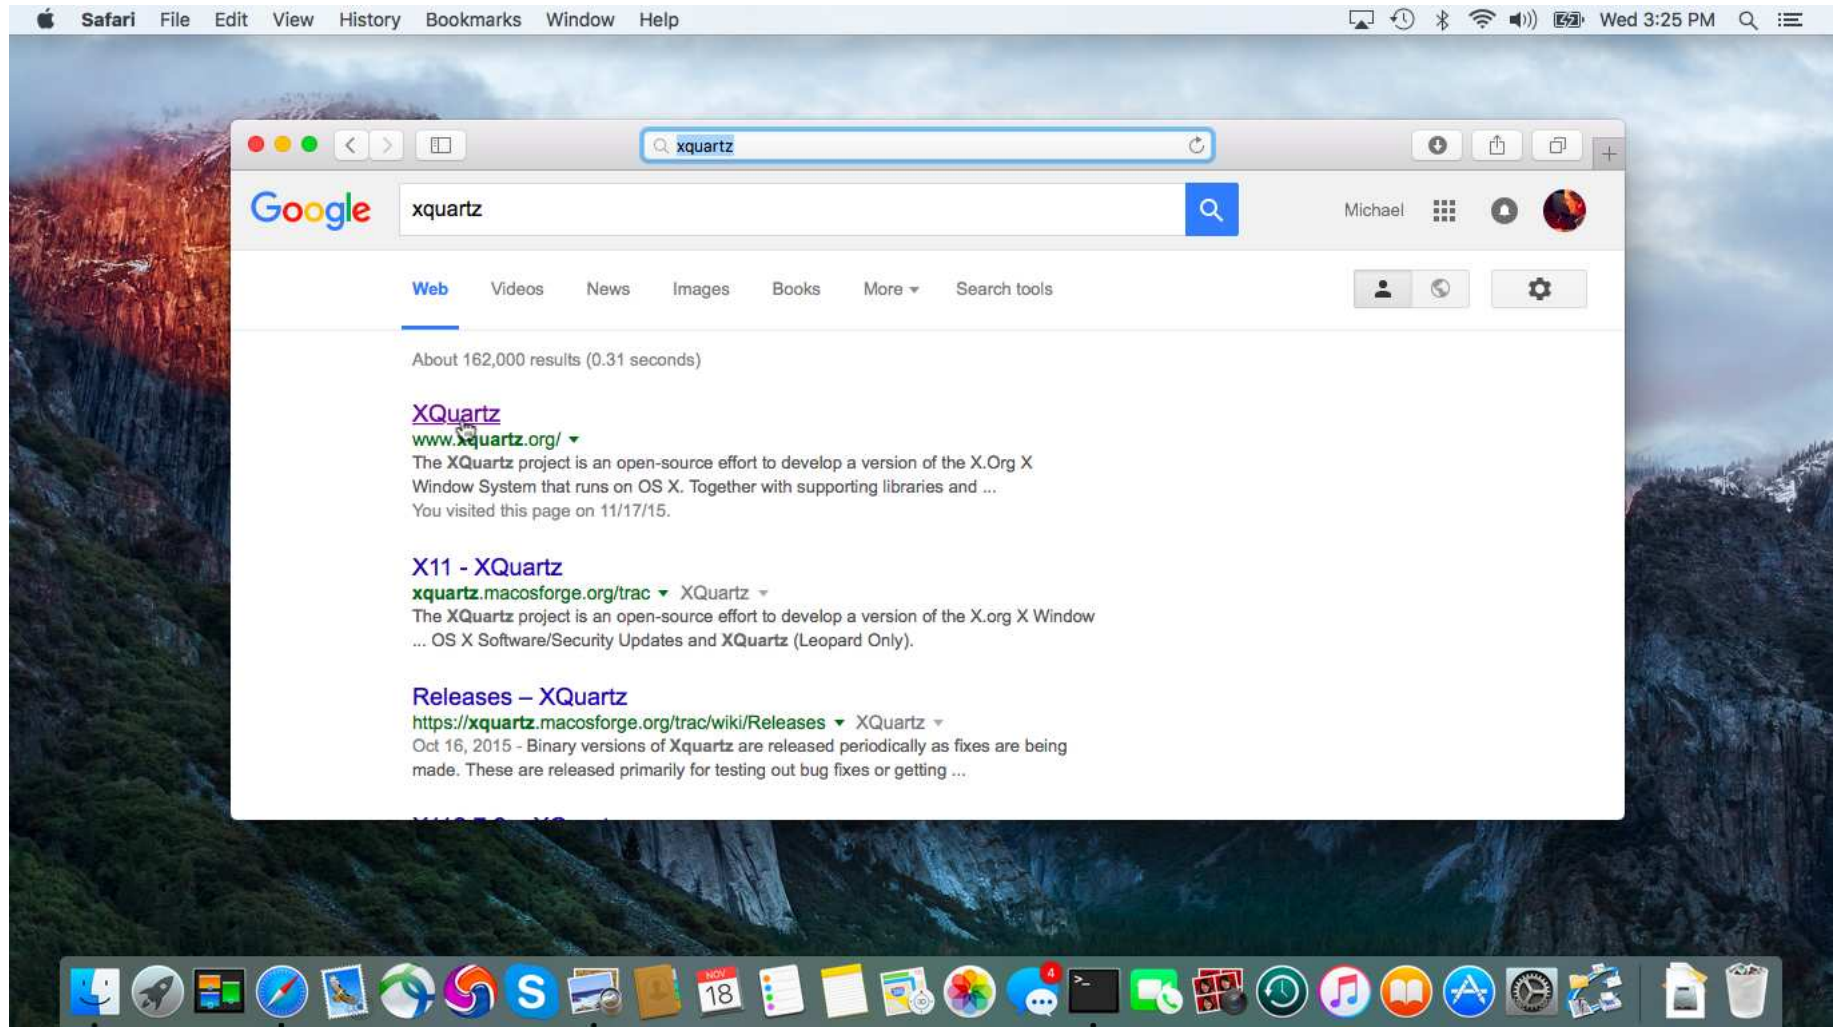 Safari File Edit View History Bookmarks Window Help Wed 3:25 PM
xquartz
Google xquartz Michael
Web Videos News Images Books More Search tools
About 162,000 results (0.31 seconds)
XQuartz
www.xquartz.org/
The XQuartz project is an open-source effort to develop a version of the X.Org X
Window System that runs on OS X. Together with supporting libraries and ...
You visited this page on 11/17/15.
X11 - XQuartz
xquartz.macosforge.org/trac XQuartz
The XQuartz project is an open-source effort to develop a version of the X.org X Window
... OS X Software/Security Updates and XQuartz (Leopard Only).
Releases – XQuartz
https://xquartz.macosforge.org/trac/wiki/Releases XQuartz
Oct 16, 2015 - Binary versions of Xquartz are released periodically as fixes are being
made. These are released primarily for testing out bug fixes or getting ...
NOV
18
4